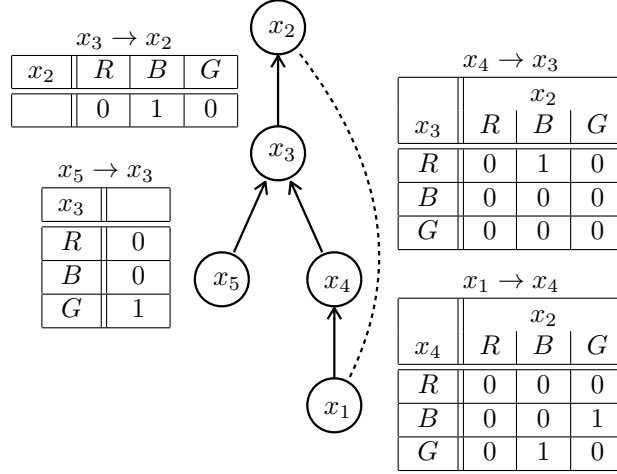 x₃ → x₂
x₂ R B G
0 1 0
x₅ → x₃
x₃
R 0
B 0
G 1
x₂
x₃
x₅
x₄
x₁
x₄ → x₃
x₂
x₃ R B G
R 0 1 0
B 0 0 0
G 0 0 0
x₁ → x₄
x₂
x₄ R B G
R 0 0 0
B 0 0 1
G 0 1 0